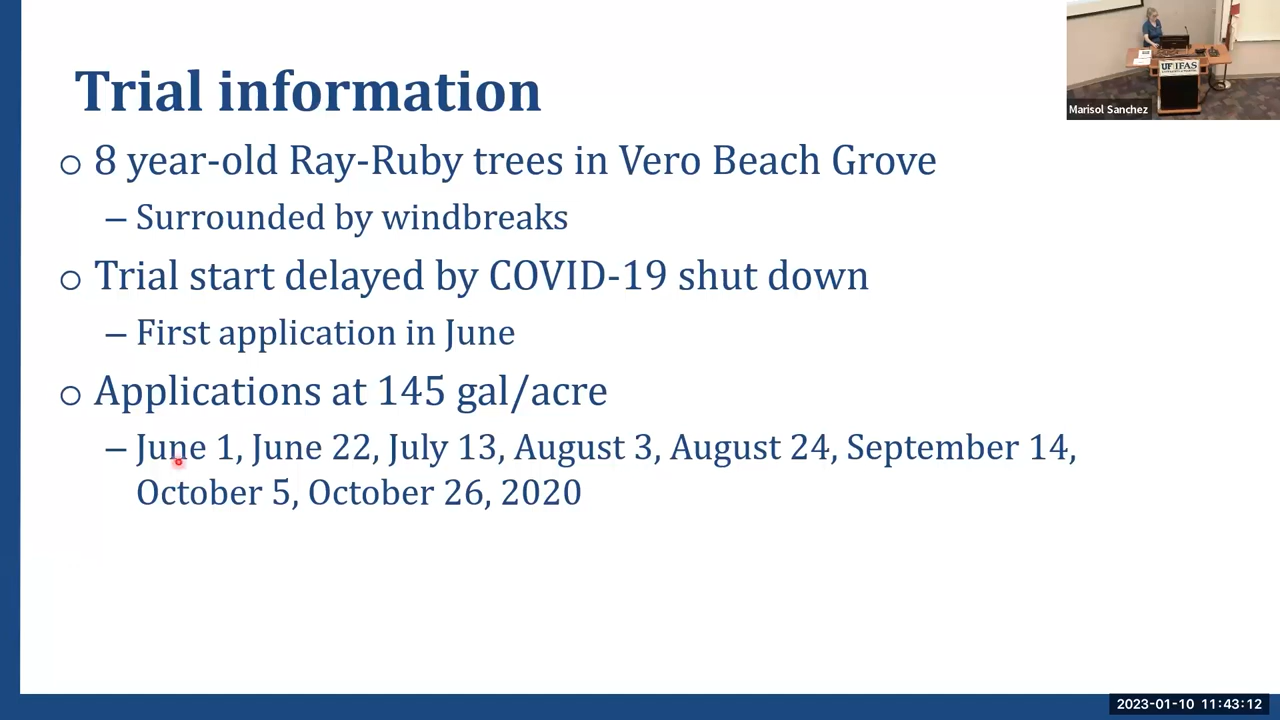 Trial information
○ 8 year-old Ray-Ruby trees in Vero Beach Grove
– Surrounded by windbreaks
○ Trial start delayed by COVID-19 shut down
– First application in June
○ Applications at 145 gal/acre
– June 1, June 22, July 13, August 3, August 24, September 14,
October 5, October 26, 2020
UF IFAS
Marisol Sanchez
2023-01-10 11:43:12